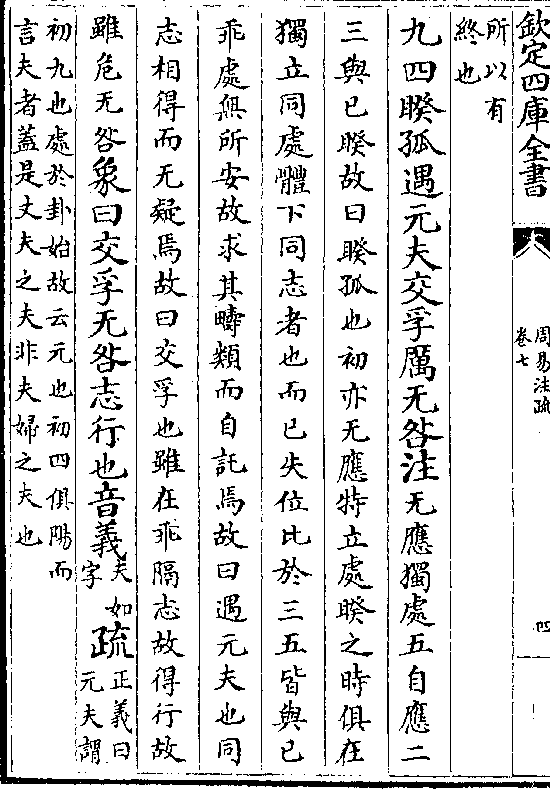 欽定四庫全書
周易注疏
卷七
四
所以有
終也
九四睽孤遇元夫交孚厲无咎注无應獨處五自應二
三與已睽故曰睽孤也初亦无應特立處睽之時俱在
獨立同處體下同志者也而已失位比於三五皆與已
乖處無所安故求其疇類而自託焉故曰遇元夫也同
志相得而无疑焉故曰交孚也雖在乖隔志故得行故
雖危无咎象曰交孚无咎志行也音義夫如
字疏正義曰
元夫謂
初九也處於卦始故云元也初四俱陽而
言夫者蓋是丈夫之夫非夫婦之夫也